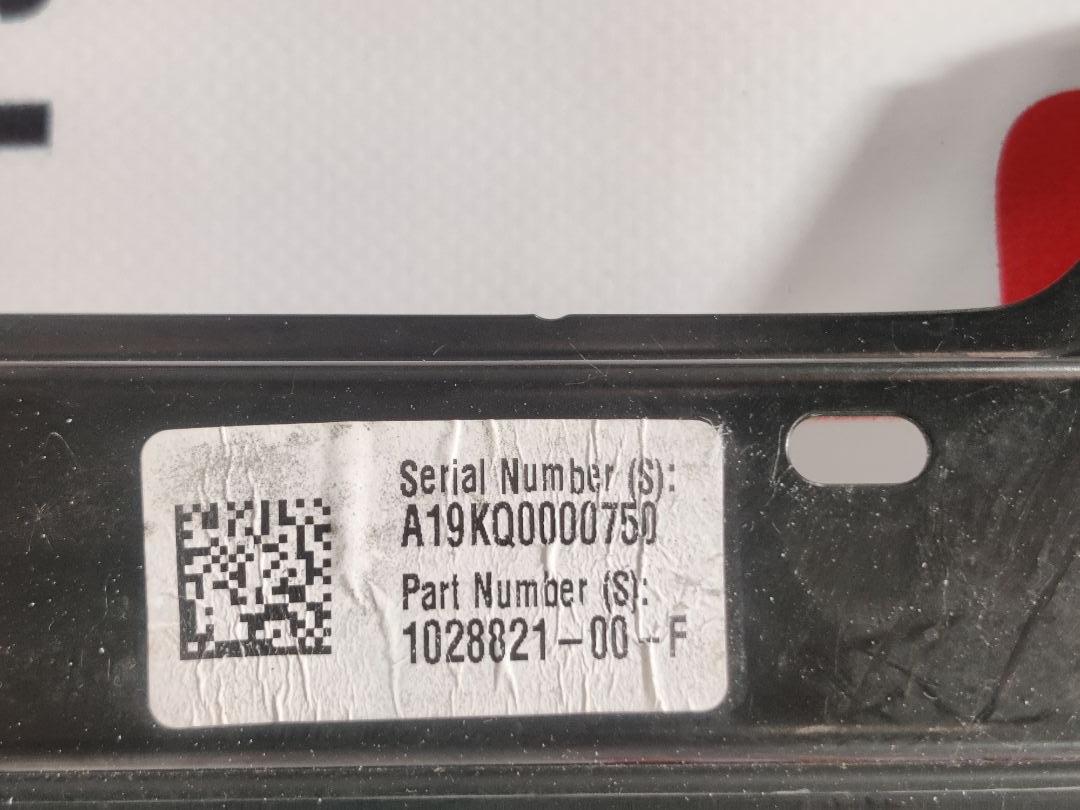 Serial Number (S):
A19KQ0000750
Part Number (S):
1028821-00-F